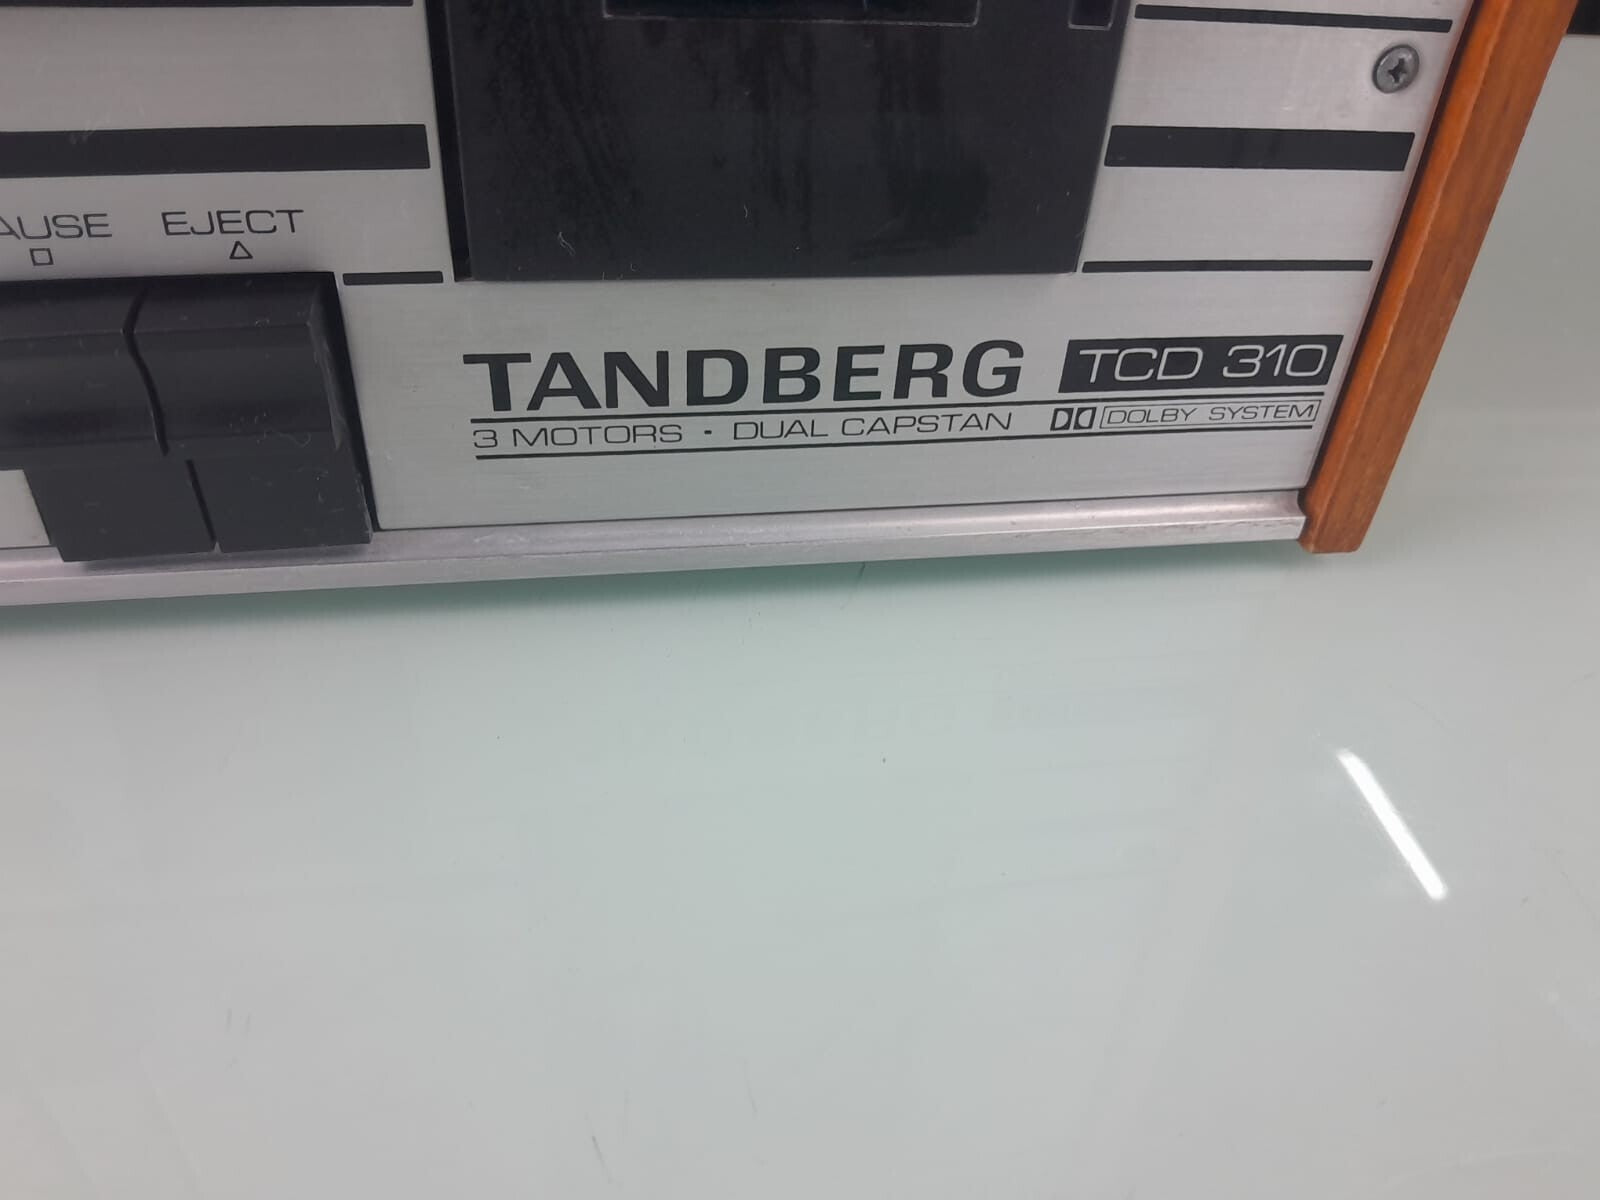 AUSE EJECT
TANDBERG TCD 310
3 MOTORS · DUAL CAPSTAN DOLBY SYSTEM